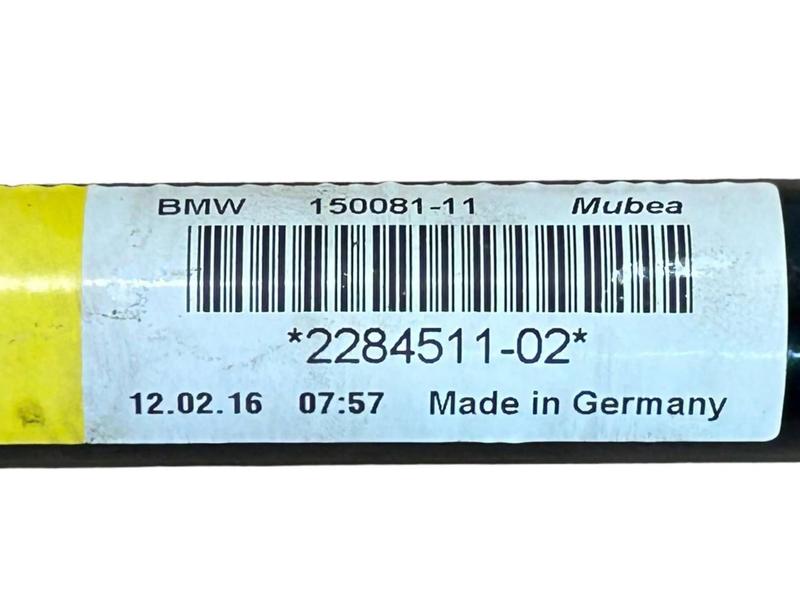 BMW 150081-11 Mubea
*2284511-02*
12.02.16 07:57 Made in Germany